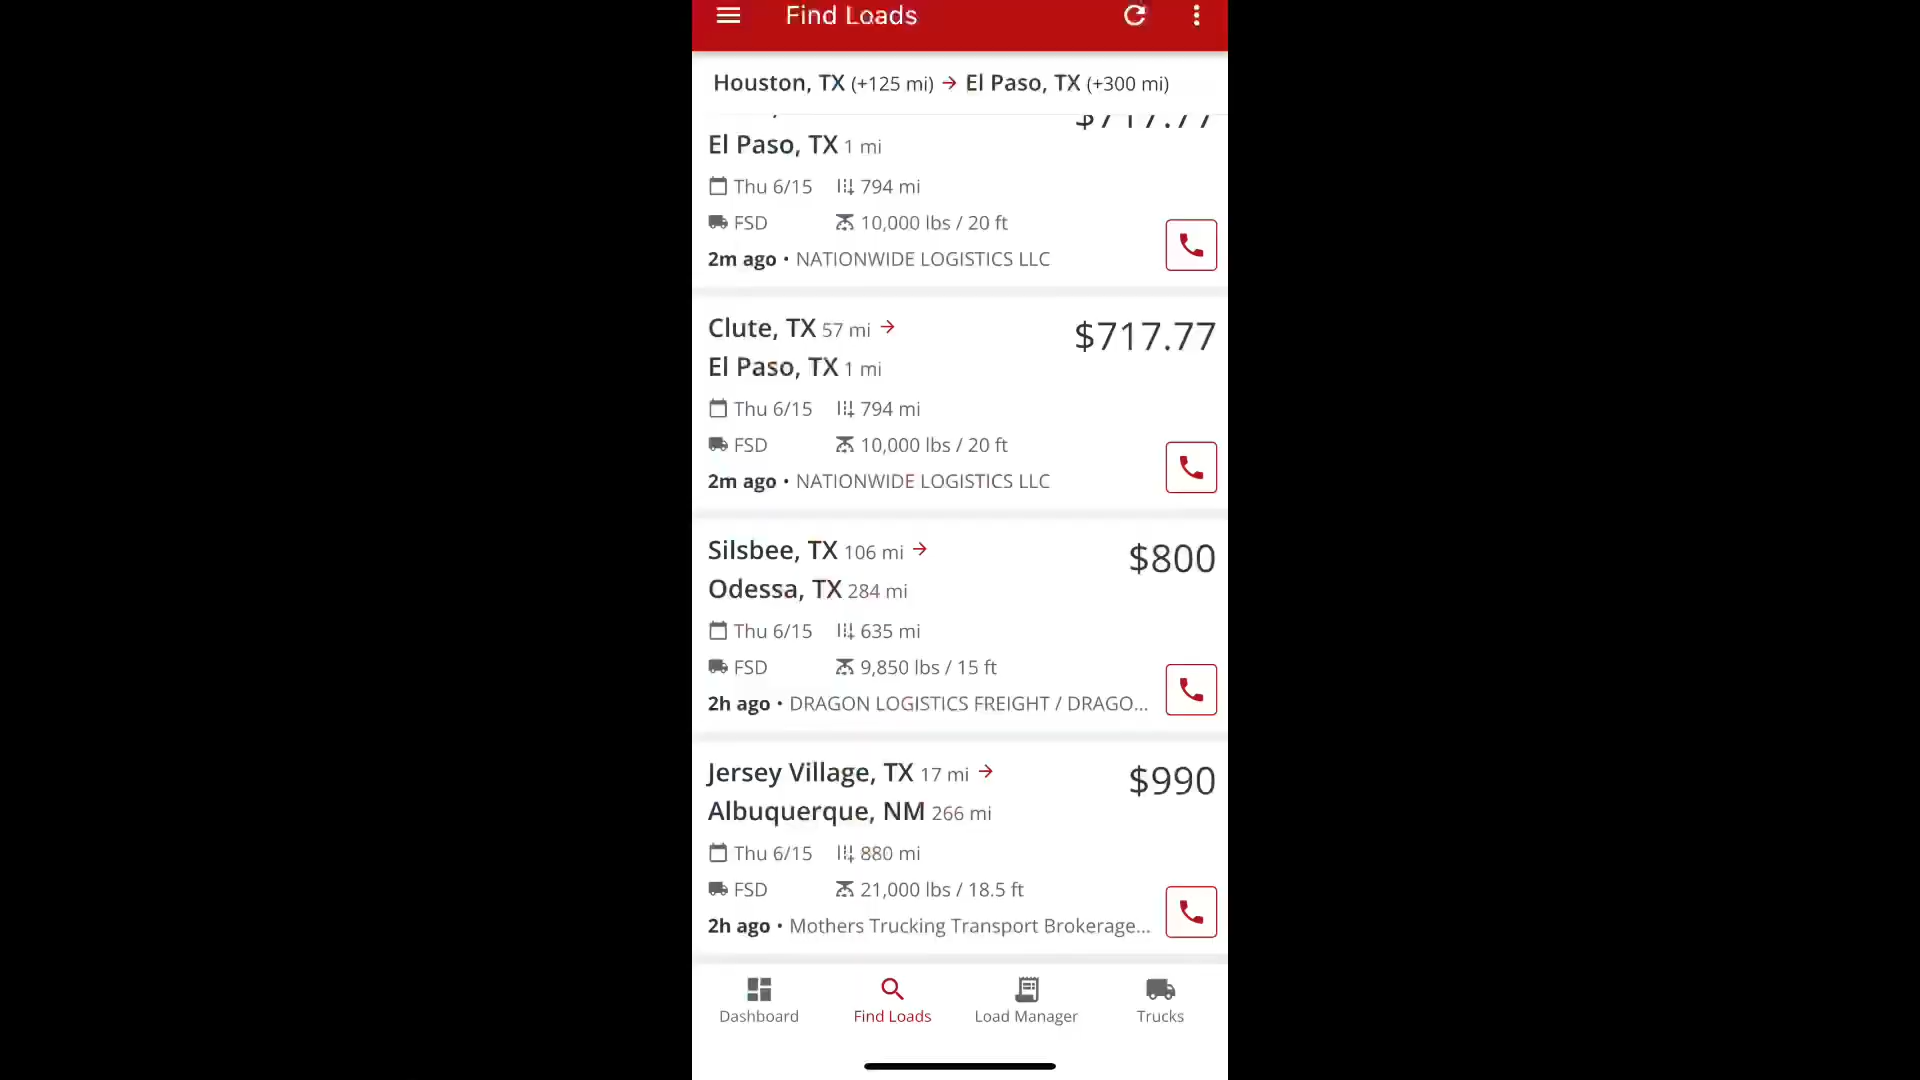 Find Loads
Houston, TX (+125 mi) → El Paso, TX (+300 mi)
$717.77
El Paso, TX 1 mi
Thu 6/15 794 mi
FSD 10,000 lbs / 20 ft
2m ago • NATIONWIDE LOGISTICS LLC
Clute, TX 57 mi →
$717.77
El Paso, TX 1 mi
Thu 6/15 794 mi
FSD 10,000 lbs / 20 ft
2m ago • NATIONWIDE LOGISTICS LLC
Silsbee, TX 106 mi →
$800
Odessa, TX 284 mi
Thu 6/15 635 mi
FSD 9,850 lbs / 15 ft
2h ago • DRAGON LOGISTICS FREIGHT / DRAGO...
Jersey Village, TX 17 mi →
$990
Albuquerque, NM 266 mi
Thu 6/15 880 mi
FSD 21,000 lbs / 18.5 ft
2h ago • Mothers Trucking Transport Brokerage...
Dashboard Find Loads Load Manager Trucks